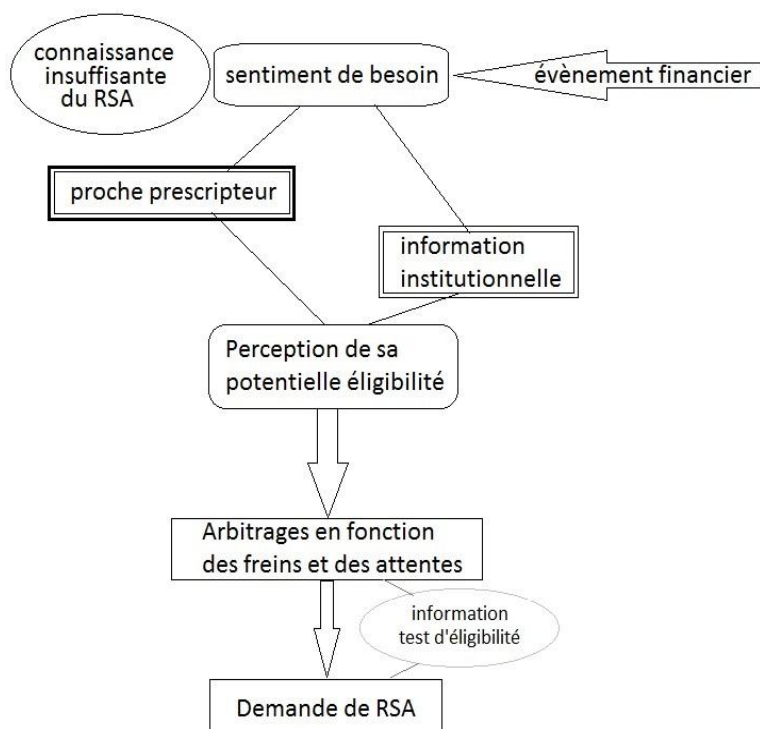 connaissance
insuffisante
du RSA
sentiment de besoin
évènement financier
proche prescripteur
information
institutionnelle
Perception de sa
potentielle éligibilité
Arbitrages en fonction
des freins et des attentes
information
test d'éligibilité
Demande de RSA